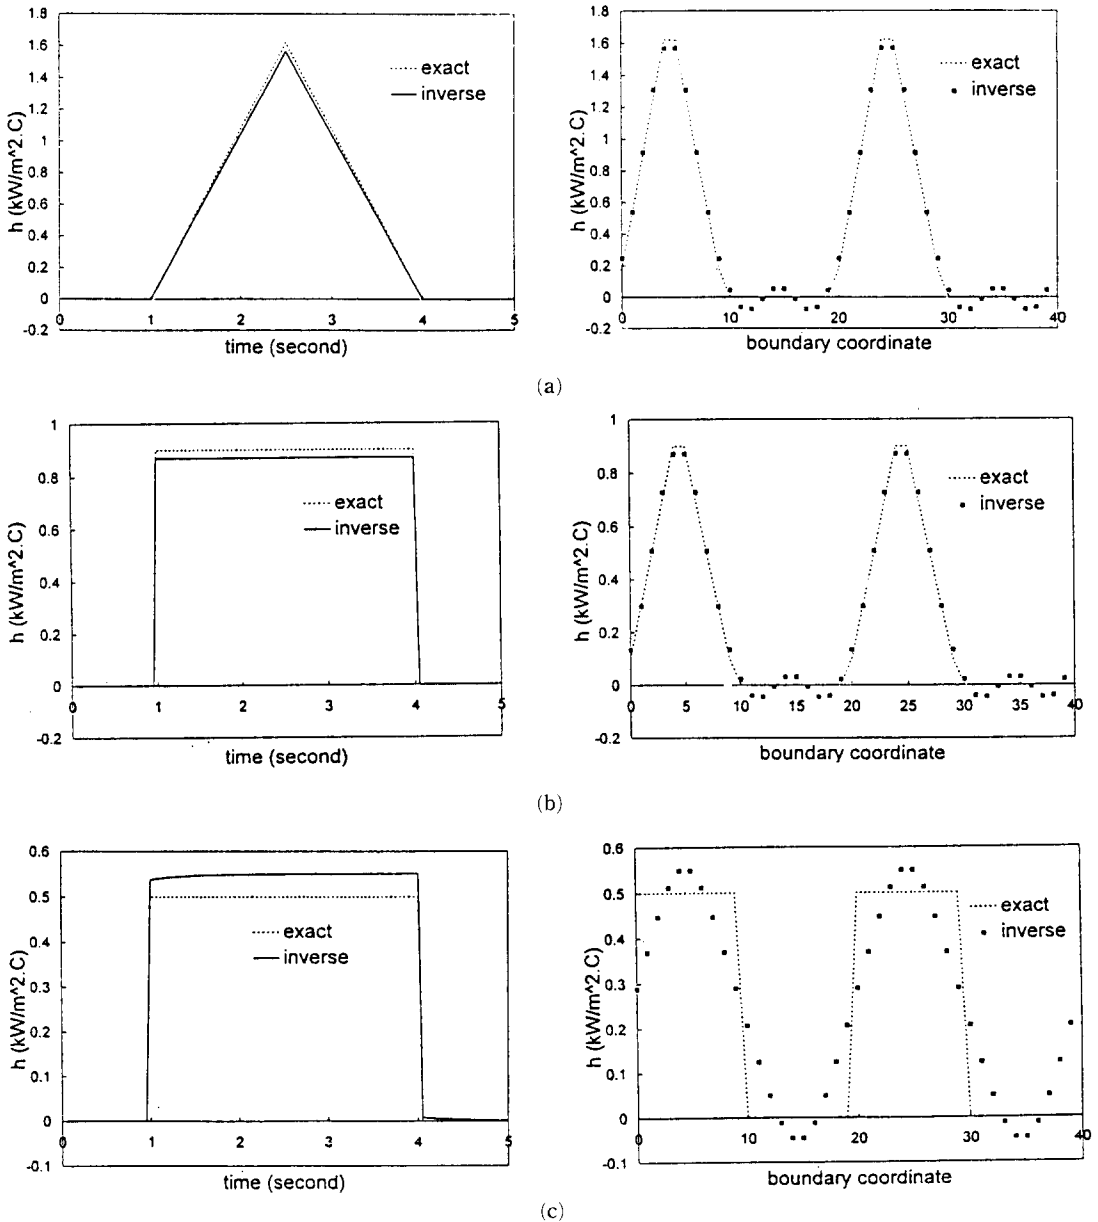 1.8
1.6
1.4
1.2
1
0.8
0.6
0.4
0.2
0
-0.2
h (kW/m^2.C)
exact
inverse
0 1 2 3 4 5
time (second)
1.8
1.6
1.4
1.2
1
0.8
0.6
0.4
0.2
0
-0.2
h (kW/m^2.C)
exact
inverse
0 10 20 30 40
boundary coordinate
(a)
1
0.8
0.6
0.4
0.2
0
-0.2
h (kW/m^2.C)
exact
inverse
0 1 2 3 4 5
time (second)
1
0.8
0.6
0.4
0.2
0
-0.2
h (kW/m^2.C)
exact
inverse
0 5 10 15 20 25 30 35 40
boundary coordinate
(b)
0.6
0.5
0.4
0.3
0.2
0.1
0
-0.1
h (kW/m^2.C)
exact
inverse
0 1 2 3 4 5
time (second)
0.6
0.5
0.4
0.3
0.2
0.1
0
-0.1
h (kW/m^2.C)
exact
inverse
0 10 20 30 40
boundary coordinate
(c)